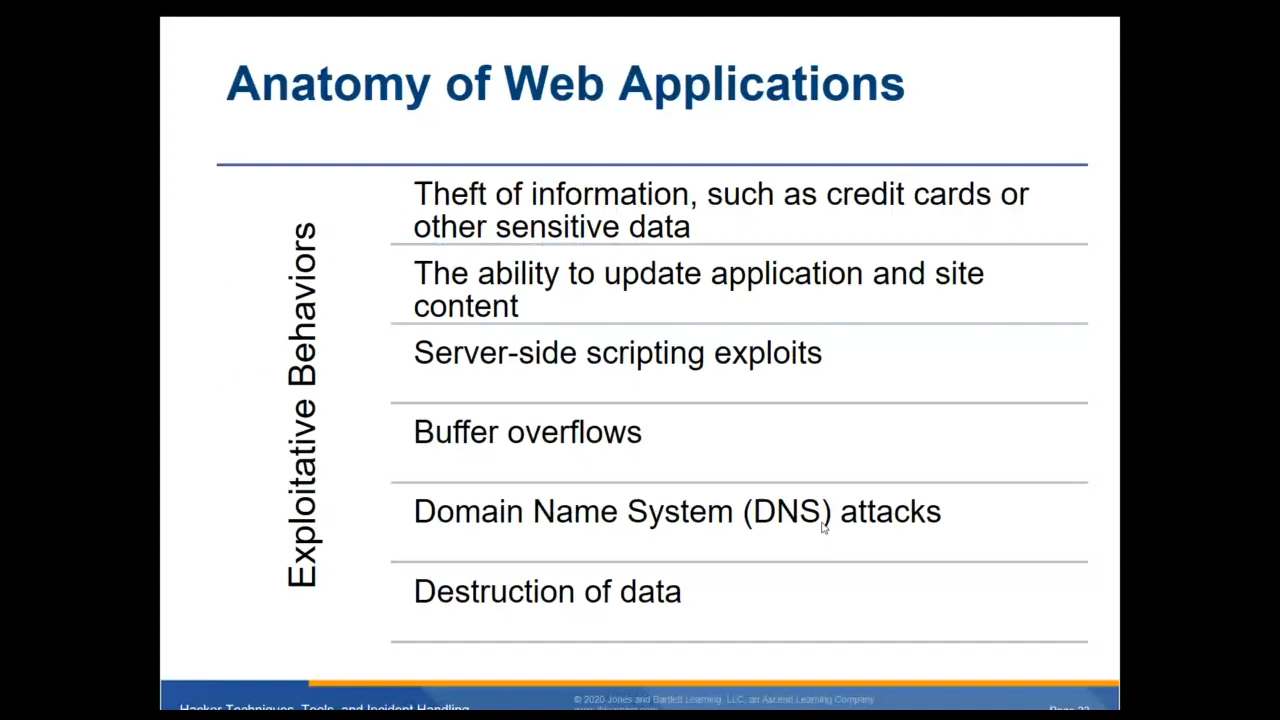 Anatomy of Web Applications
Exploitative Behaviors
Theft of information, such as credit cards or
other sensitive data
The ability to update application and site
content
Server-side scripting exploits
Buffer overflows
Domain Name System (DNS) attacks
Destruction of data
Hacker Techniques, Tools, and Incident Handling
© 2020 Jones and Bartlett Learning, LLC, an Ascend Learning Company